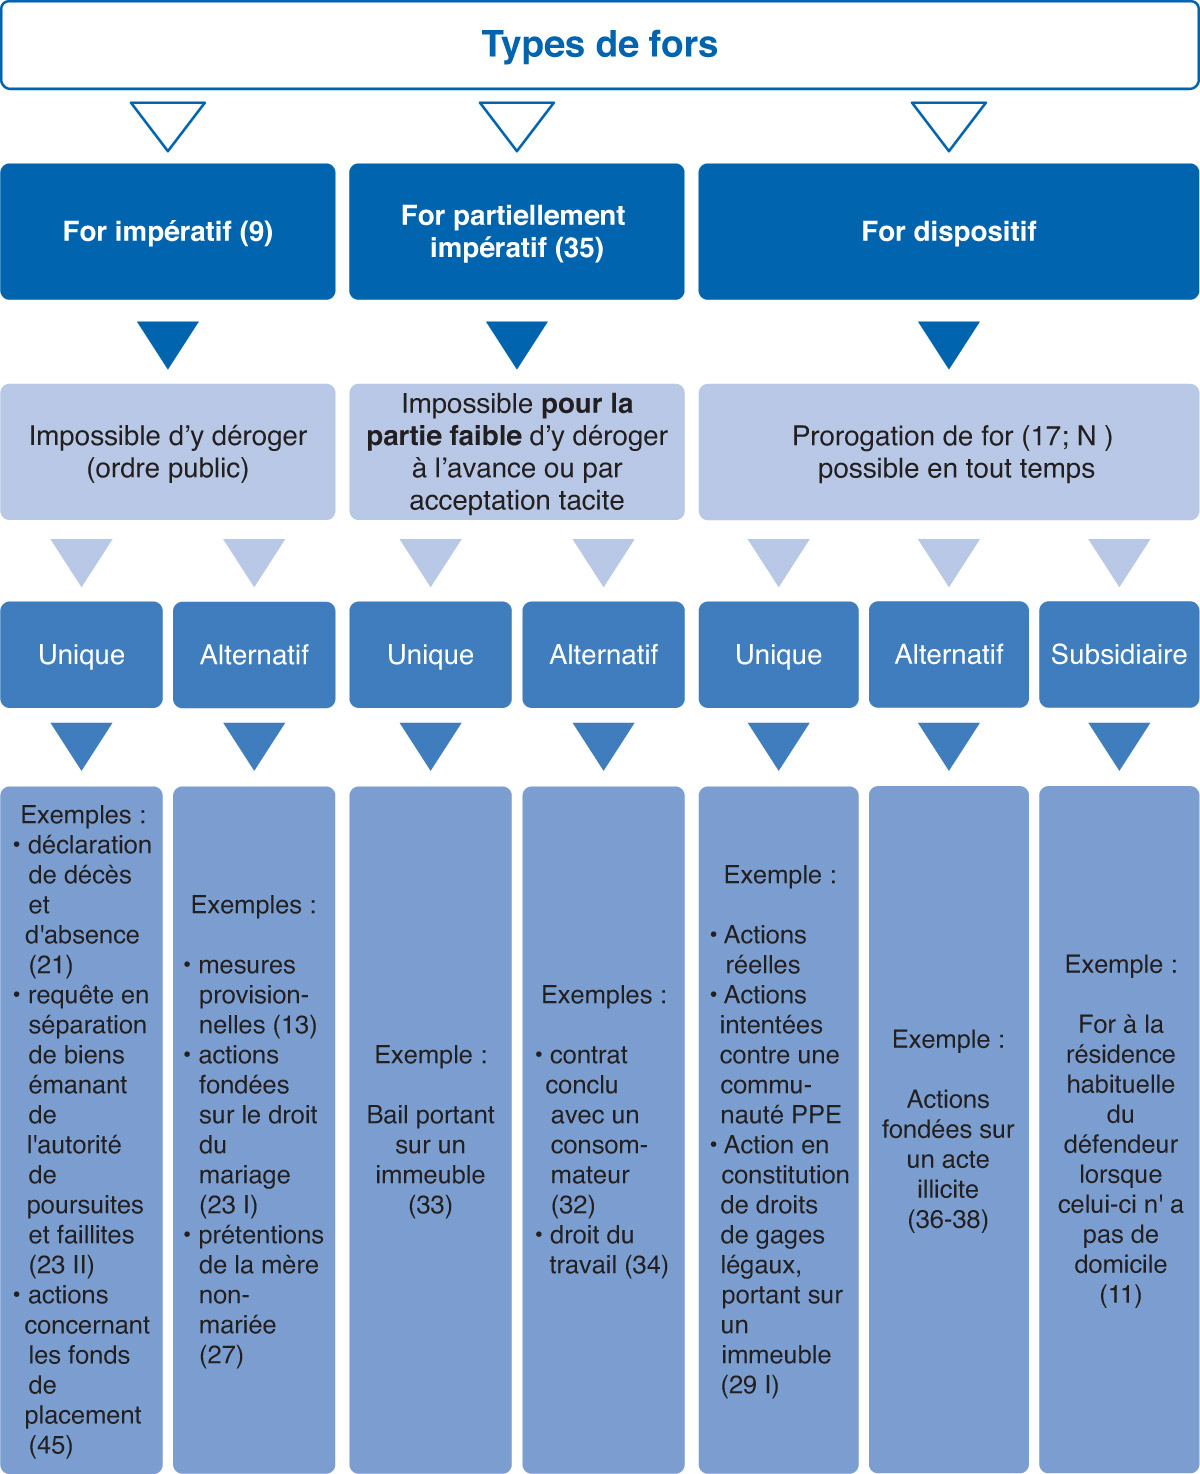 Types de fors
For impératif (9)
For partiellement
impératif (35)
For dispositif
Impossible d’y déroger
(ordre public)
Impossible pour la
partie faible d’y déroger
à l’avance ou par
acceptation tacite
Prorogation de for (17; N )
possible en tout temps
Unique
Alternatif
Unique
Alternatif
Unique
Alternatif
Subsidiaire
Exemples :
• déclaration
de décès
et
d'absence
(21)
• requête en
séparation
de biens
émanant
de
l'autorité
de
poursuites
et faillites
(23 II)
• actions
concernant
les fonds
de
placement
(45)
Exemples :
• mesures
provision-
nelles (13)
• actions
fondées
sur le droit
du
mariage
(23 I)
• prétentions
de la mère
non-
mariée
(27)
Exemple :
Bail portant
sur un
immeuble
(33)
Exemples :
• contrat
conclu
avec un
consom-
mateur
(32)
• droit du
travail (34)
Exemple :
• Actions
réelles
• Actions
intentées
contre une
commu-
nauté PPE
• Action en
constitution
de droits
de gages
légaux,
portant sur
un
immeuble
(29 I)
Exemple :
Actions
fondées sur
un acte
illicite
(36-38)
Exemple :
For à la
résidence
habituelle
du
défendeur
lorsque
celui-ci n' a
pas de
domicile
(11)